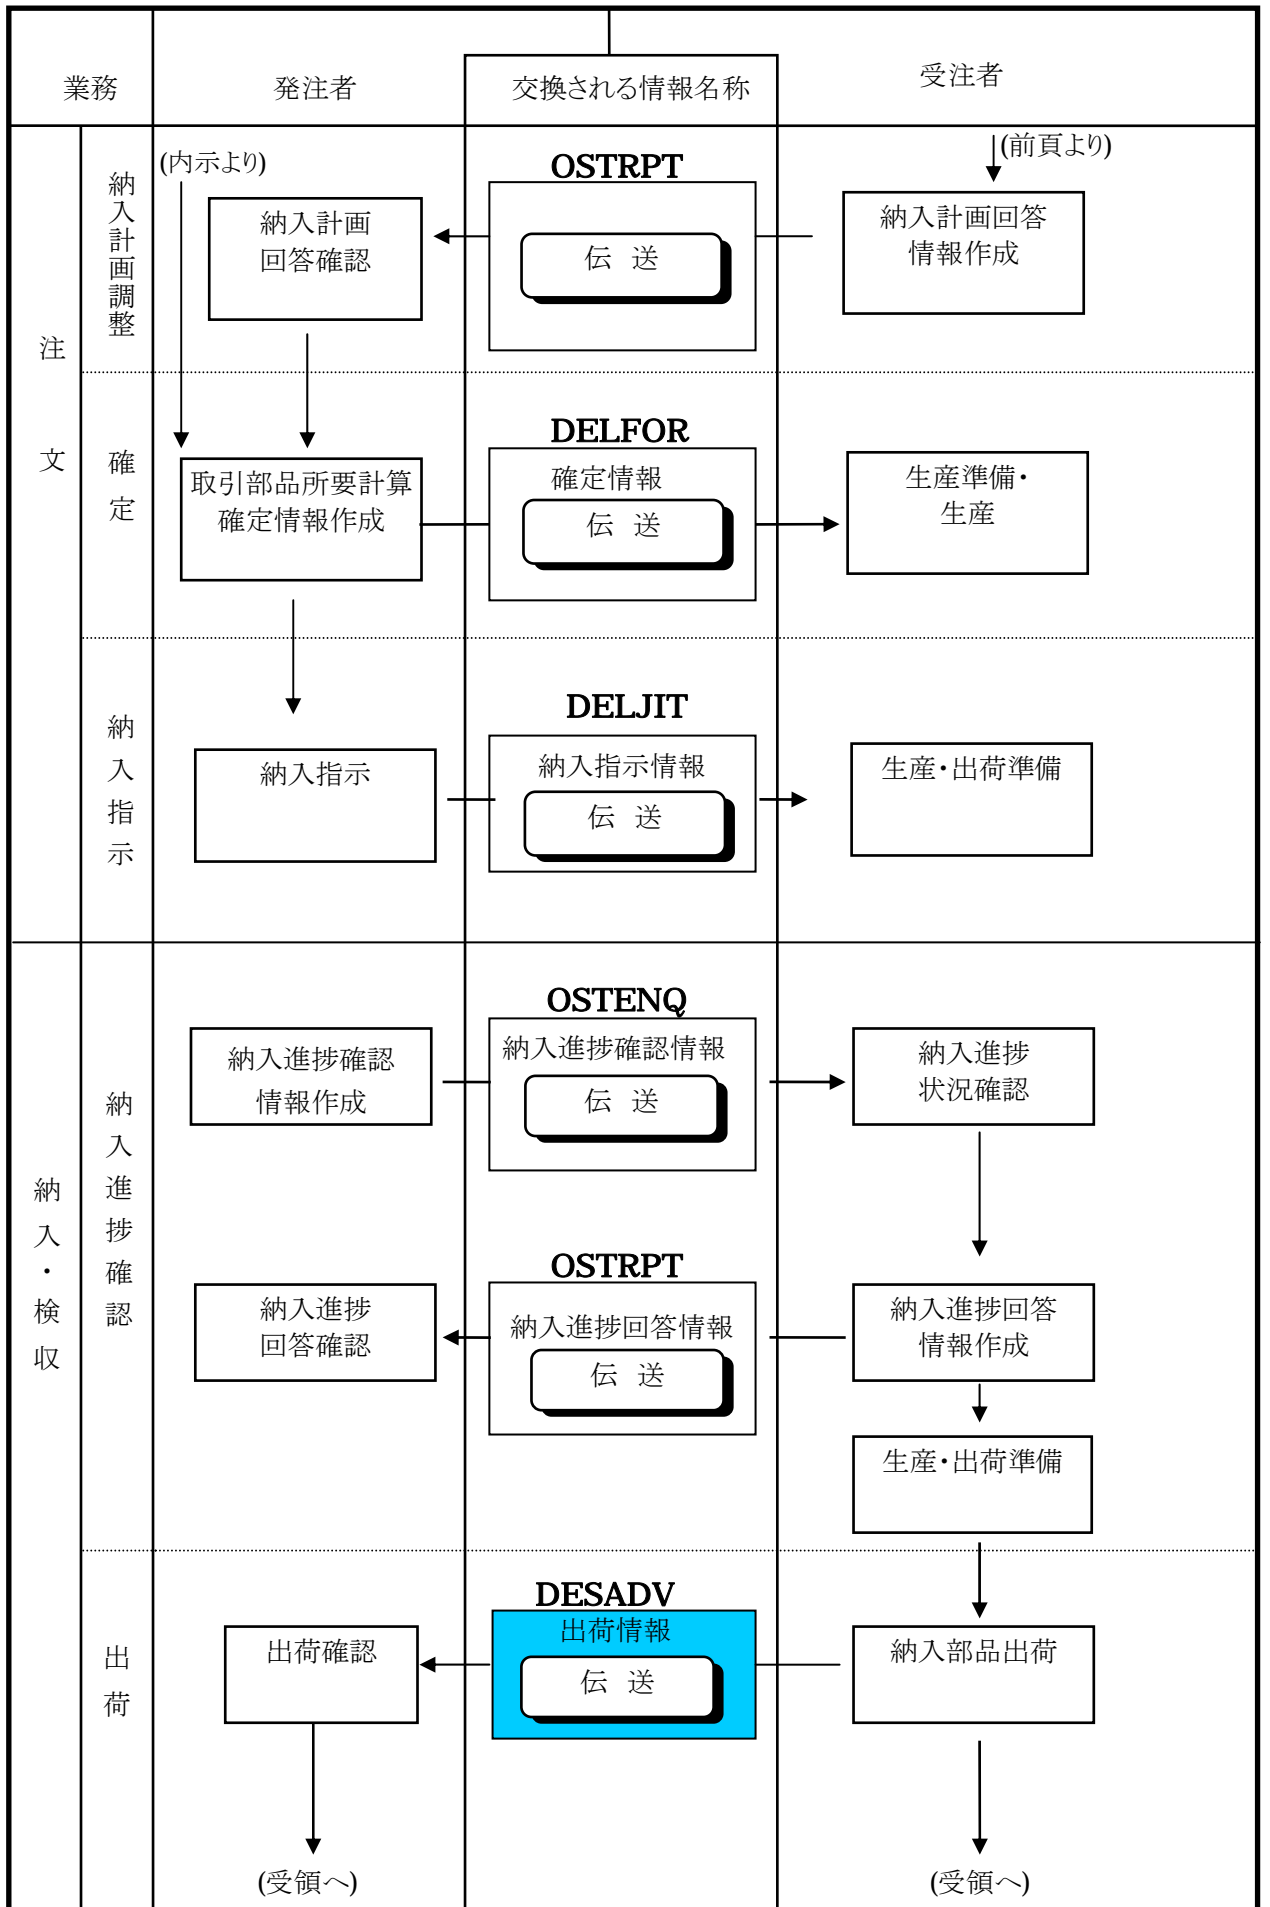 業務
発注者
交換される情報名称
受注者
注文
納入計画調整
(内示より)
OSTRPT
(前頁より)
納入計画
回答確認
伝 送
納入計画回答
情報作成
確定
DELFOR
取引部品所要計算
確定情報作成
確定情報
伝 送
生産準備・
生産
納入指示
DELJIT
納入指示
納入指示情報
伝 送
生産・出荷準備
納入・検収
納入進捗確認
OSTENQ
納入進捗確認
情報作成
納入進捗確認情報
伝 送
納入進捗
状況確認
OSTRPT
納入進捗
回答確認
納入進捗回答情報
伝 送
納入進捗回答
情報作成
生産・出荷準備
出荷
DESADV
出荷確認
出荷情報
伝 送
納入部品出荷
(受領へ)
(受領へ)